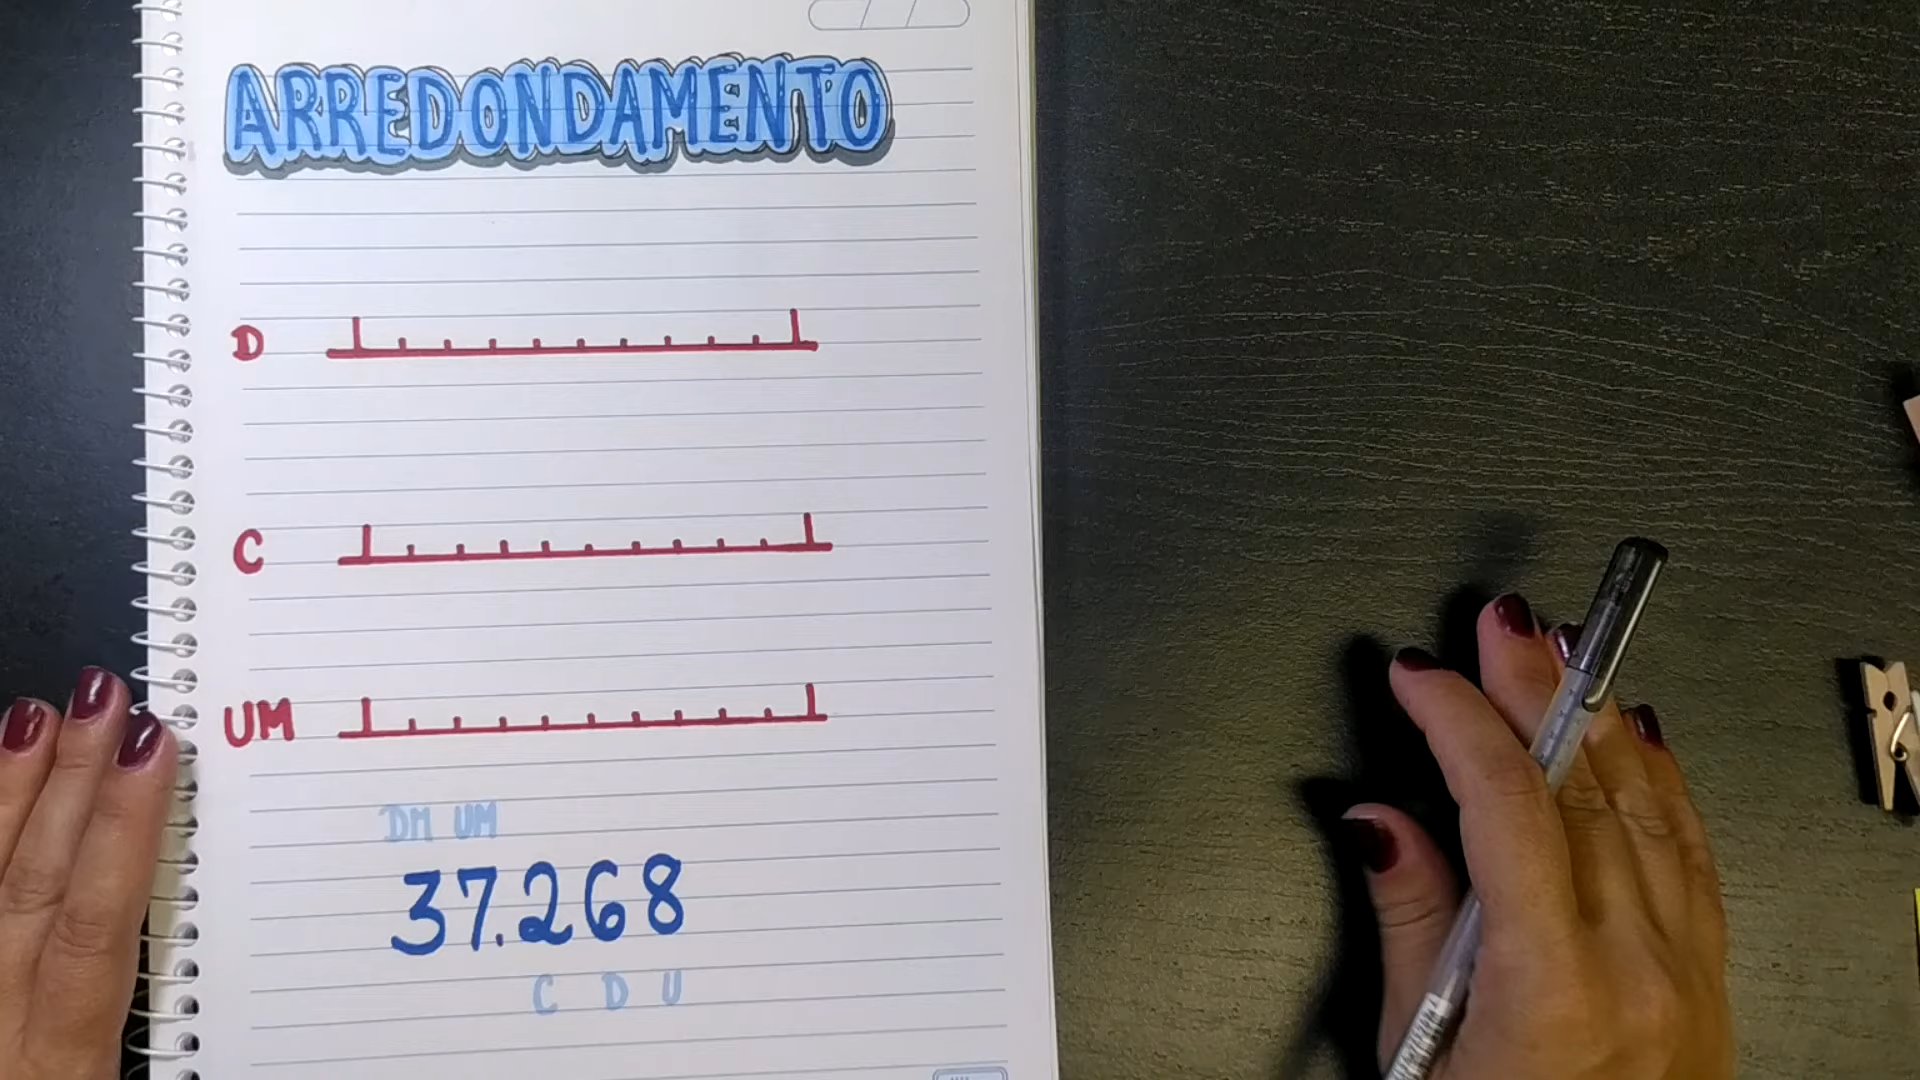 ARREDONDAMENTO
D
C
UM
DM UM
37.268
C D U